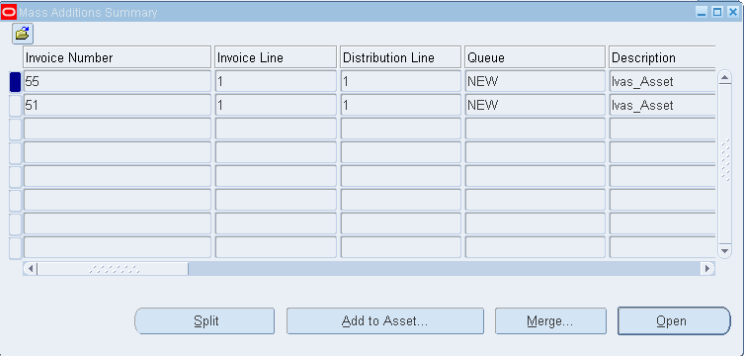 Mass Additions Summary
Invoice Number Invoice Line Distribution Line Queue Description
55 1 1 NEW lvas_Asset
51 1 1 NEW lvas_Asset
Split Add to Asset... Merge... Open